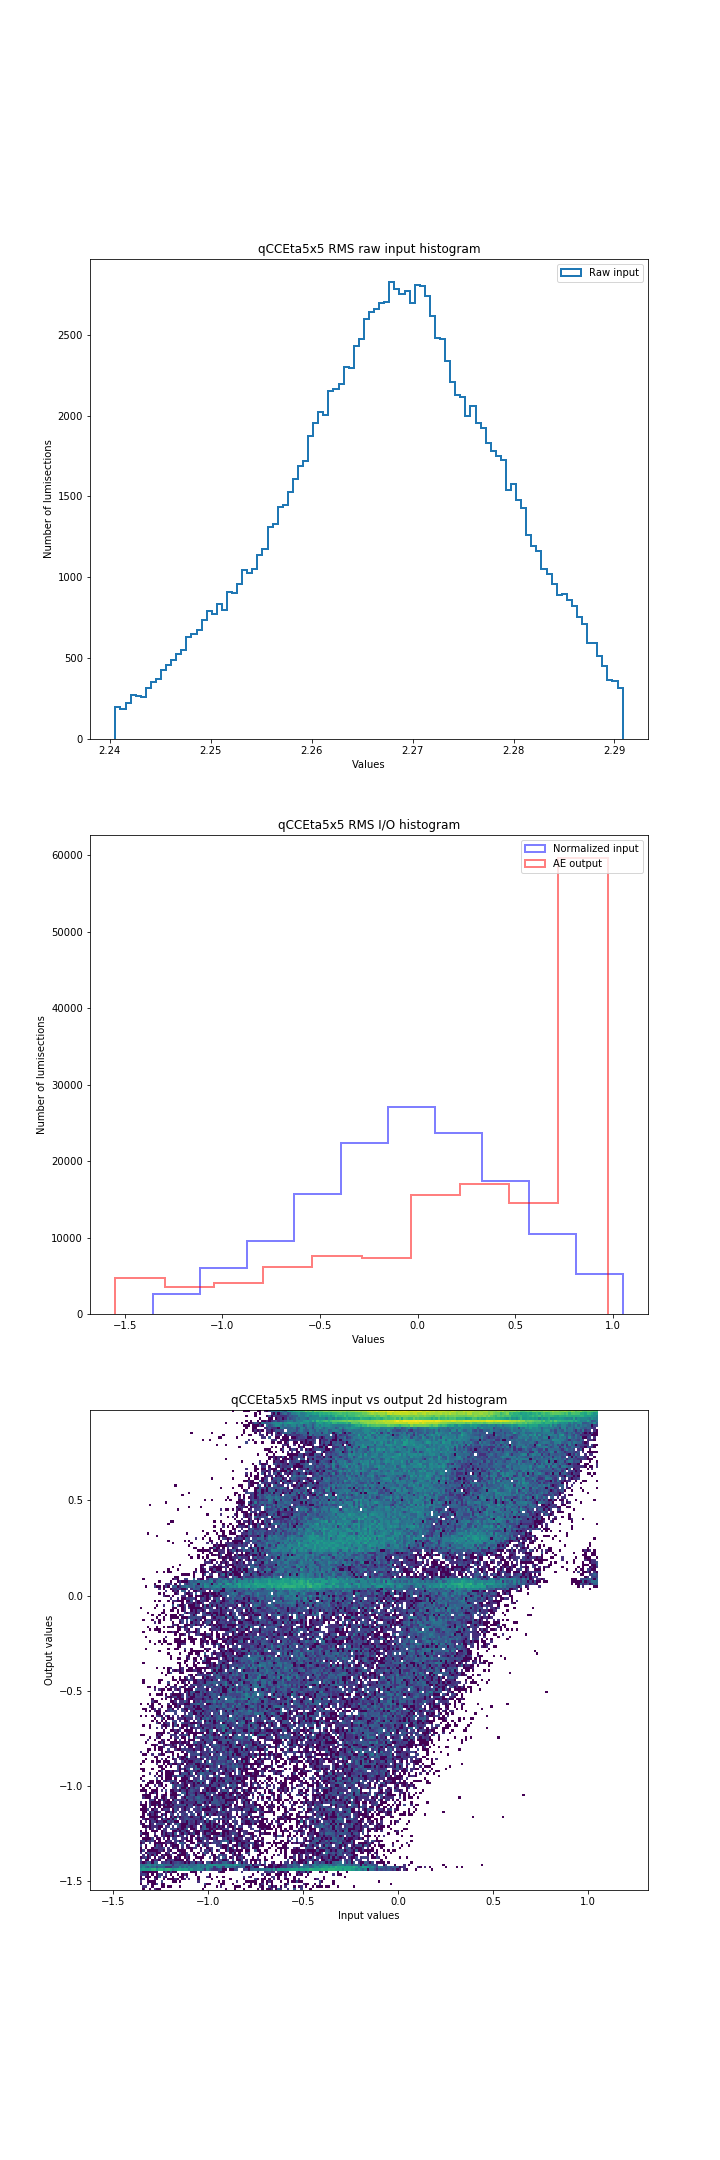 qCCEta5x5 RMS raw input histogram
Raw input
2500
2000
1500
1000
500
0
Number of lumisections
2.24 2.25 2.26 2.27 2.28 2.29
Values
qCCEta5x5 RMS I/O histogram
Normalized input
AE output
60000
50000
40000
30000
20000
10000
0
Number of lumisections
−1.5 −1.0 −0.5 0.0 0.5 1.0
Values
qCCEta5x5 RMS input vs output 2d histogram
0.5
0.0
−0.5
−1.0
−1.5
Output values
−1.5 −1.0 −0.5 0.0 0.5 1.0
Input values